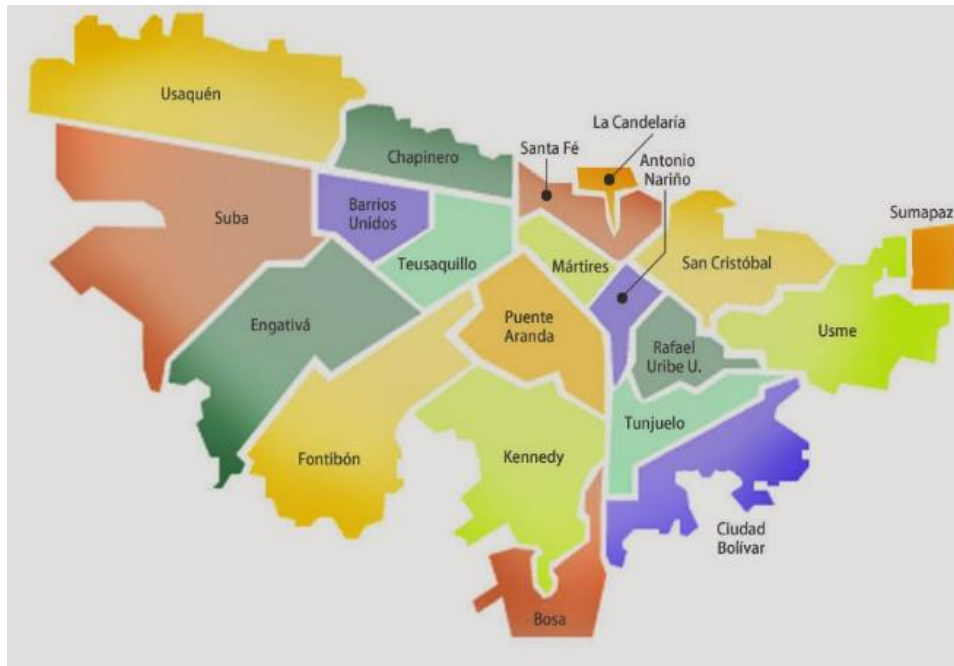 Usaquén
La Candelaría
Santa Fé
Antonio
Nariño
Chapinero
Barrios
Unidos
Suba
Sumapaz
Teusaquillo
Mártires
San Cristóbal
Engativá
Puente
Aranda
Usme
Rafael
Uribe U.
Tunjuelo
Fontibón
Kennedy
Ciudad
Bolívar
Bosa